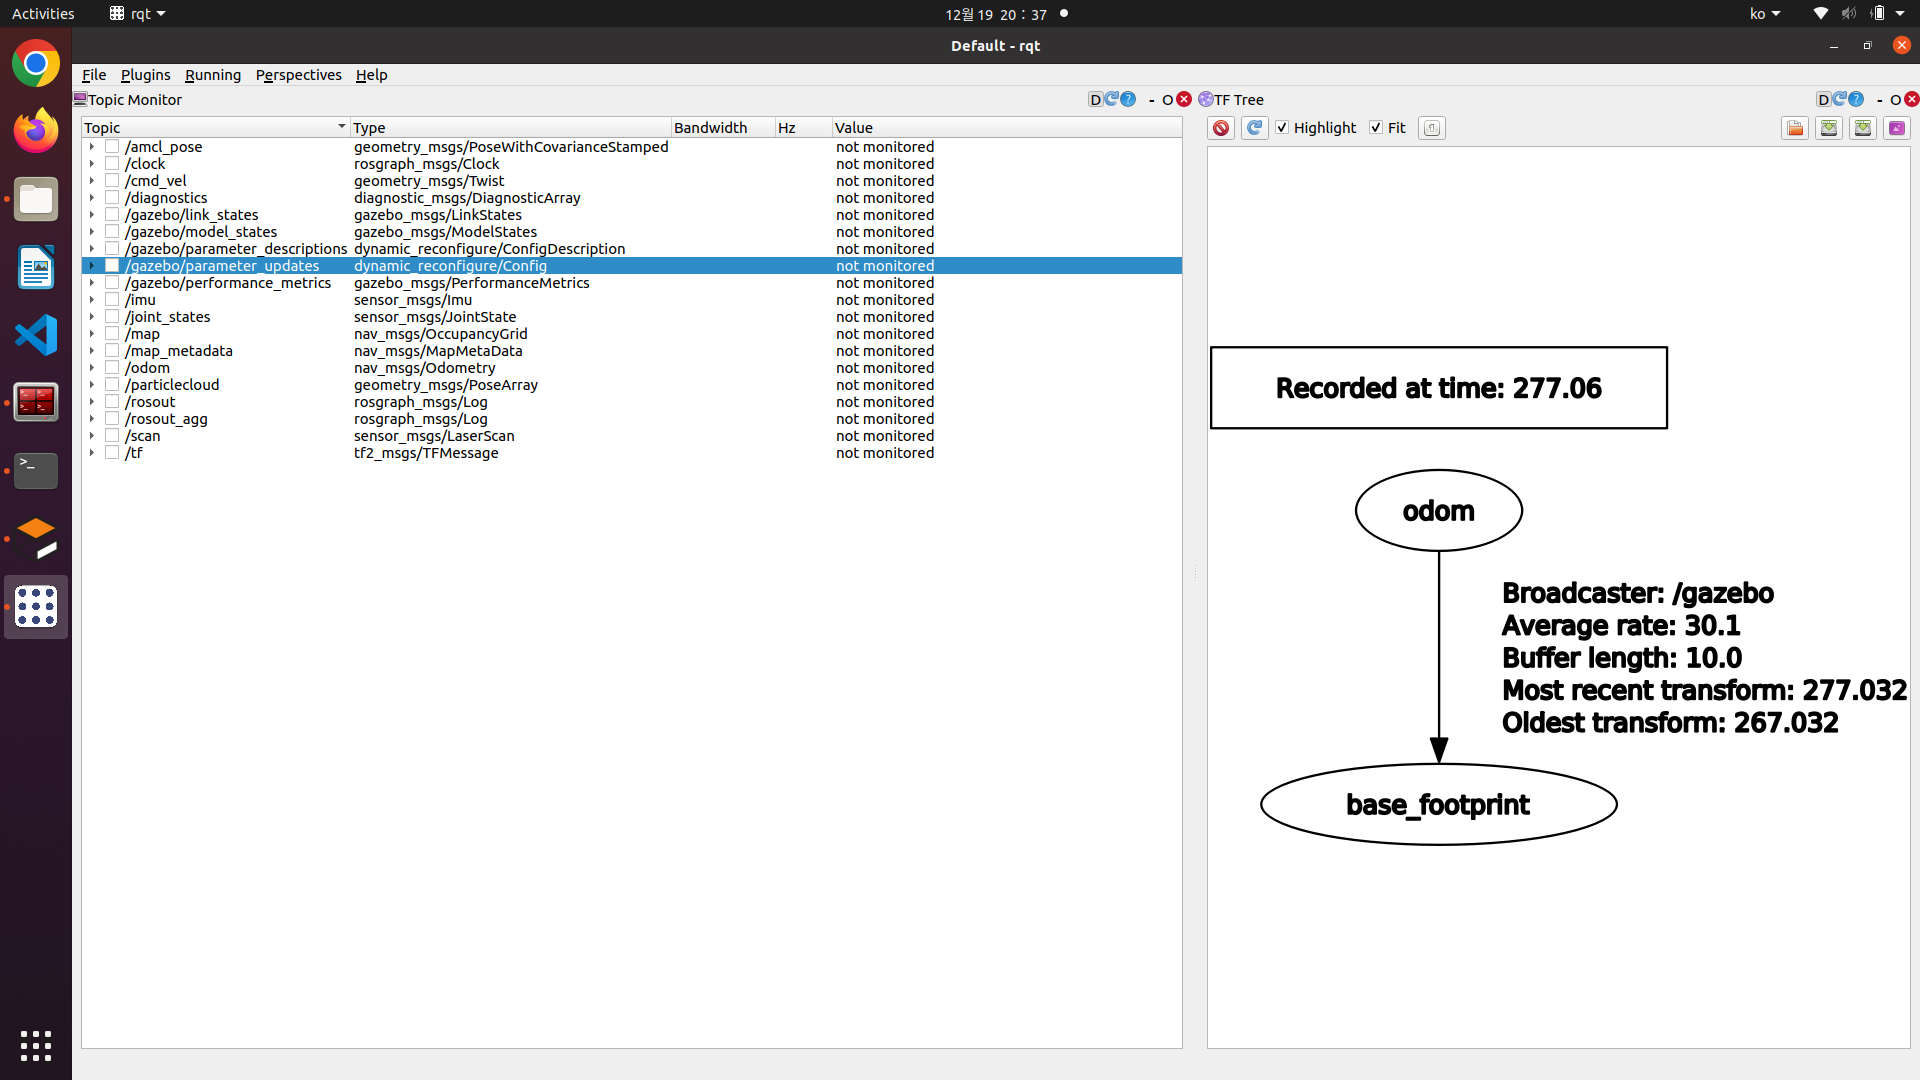 Activities rqt 12월 19 20 : 37 ko
Default - rqt
File Plugins Running Perspectives Help
Topic Monitor D ? - O TF Tree D ? - O
Topic Type Bandwidth Hz Value
Highlight Fit
/amcl_pose geometry_msgs/PoseWithCovarianceStamped not monitored
/clock rosgraph_msgs/Clock not monitored
/cmd_vel geometry_msgs/Twist not monitored
/diagnostics diagnostic_msgs/DiagnosticArray not monitored
/gazebo/link_states gazebo_msgs/LinkStates not monitored
/gazebo/model_states gazebo_msgs/ModelStates not monitored
/gazebo/parameter_descriptions dynamic_reconfigure/ConfigDescription not monitored
/gazebo/parameter_updates dynamic_reconfigure/Config not monitored
/gazebo/performance_metrics gazebo_msgs/PerformanceMetrics not monitored
/imu sensor_msgs/Imu not monitored
/joint_states sensor_msgs/JointState not monitored
/map nav_msgs/OccupancyGrid not monitored
/map_metadata nav_msgs/MapMetaData not monitored
/odom nav_msgs/Odometry not monitored
/particlecloud geometry_msgs/PoseArray not monitored
/rosout rosgraph_msgs/Log not monitored
/rosout_agg rosgraph_msgs/Log not monitored
/scan sensor_msgs/LaserScan not monitored
/tf tf2_msgs/TFMessage not monitored
Recorded at time: 277.06
odom
Broadcaster: /gazebo
Average rate: 30.1
Buffer length: 10.0
Most recent transform: 277.032
Oldest transform: 267.032
base_footprint